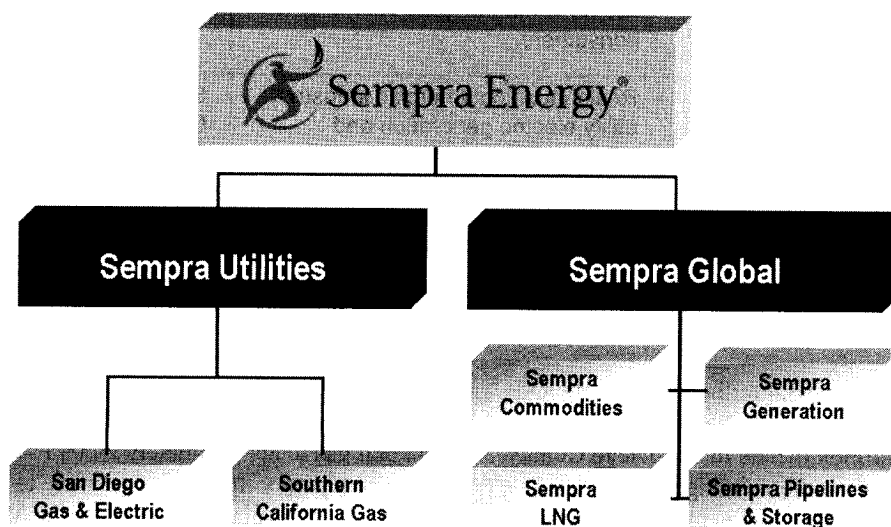 Sempra Energy®
Sempra Utilities
Sempra Global
Sempra
Commodities
Sempra
Generation
San Diego
Gas & Electric
Southern
California Gas
Sempra
LNG
Sempra Pipelines
& Storage